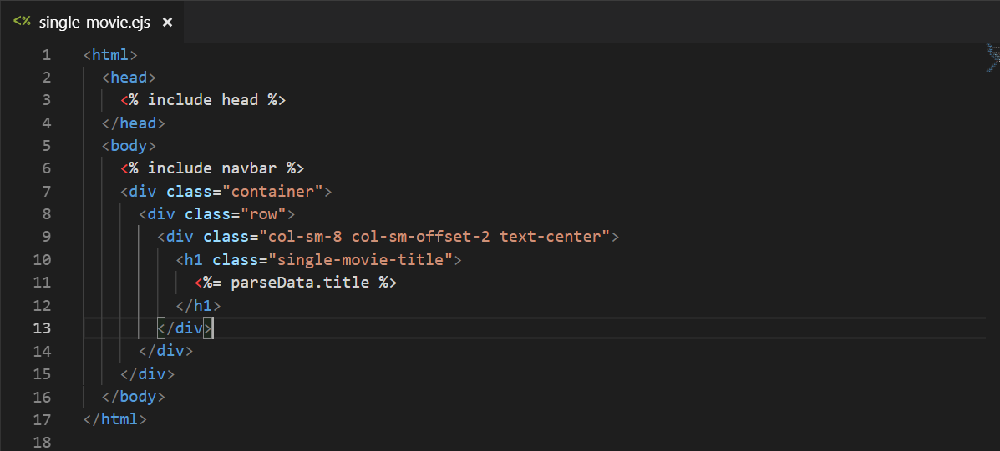 <% single-movie.ejs ×
1 <html>
2   <head>
3     <% include head %>
4   </head>
5   <body>
6     <% include navbar %>
7     <div class="container">
8       <div class="row">
9         <div class="col-sm-8 col-sm-offset-2 text-center">
10           <h1 class="single-movie-title">
11             <%= parseData.title %>
12           </h1>
13         </div>
14       </div>
15     </div>
16   </body>
17 </html>
18